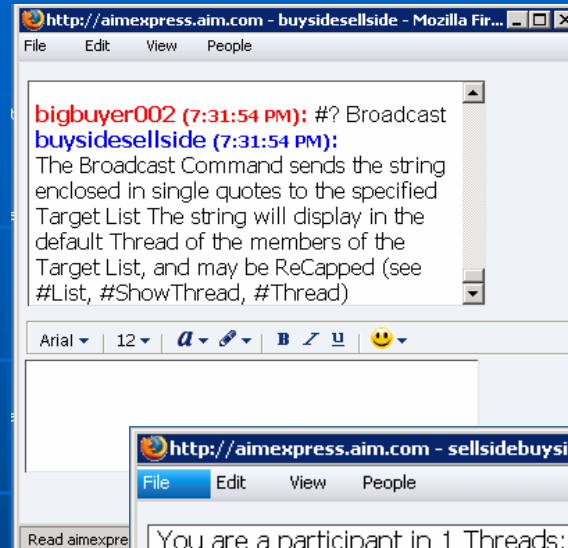 http://aimexpress.aim.com - buysidesellside - Mozilla Fir...
File Edit View People
bigbuyer002 (7:31:54 PM): #? Broadcast
buysidesellside (7:31:54 PM):
The Broadcast Command sends the string
enclosed in single quotes to the specified
Target List The string will display in the
default Thread of the members of the
Target List, and may be ReCapped (see
#List, #ShowThread, #Thread)
Arial 12 a B I U
http://aimexpress.aim.com - sellsidebuysi
File Edit View People
Read aimexpre
You are a participant in 1 Threads: